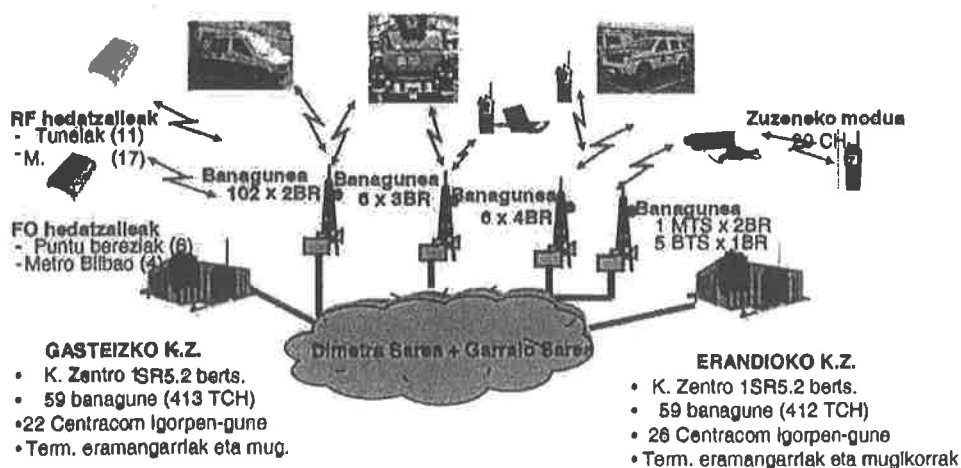 RF hedatzaileak
- Tunelak (11)
- M. (17)
Zuzeneko modua
20 CH
Banagunea
102 x 2BR
Banagunea
6 x 3BR
Banagunea
6 x 4BR
Banagunea
1 MTS x 2BR
5 BTS x 1BR
FO hedatzaileak
- Puntu bereziak (6)
- Metro Bilbao (4)
Dimetra Sarea + Garraio Sarea
GASTEIZKO K.Z.
• K. Zentro 1SR5.2 berts.
• 59 banagune (413 TCH)
•22 Centracom Igorpen-gune
• Term. eramangarriak eta mug.
ERANDIOKO K.Z.
• K. Zentro 1SR5.2 berts.
• 59 banagune (412 TCH)
• 26 Centracom Igorpen-gune
• Term. eramangarriak eta mugikorrak